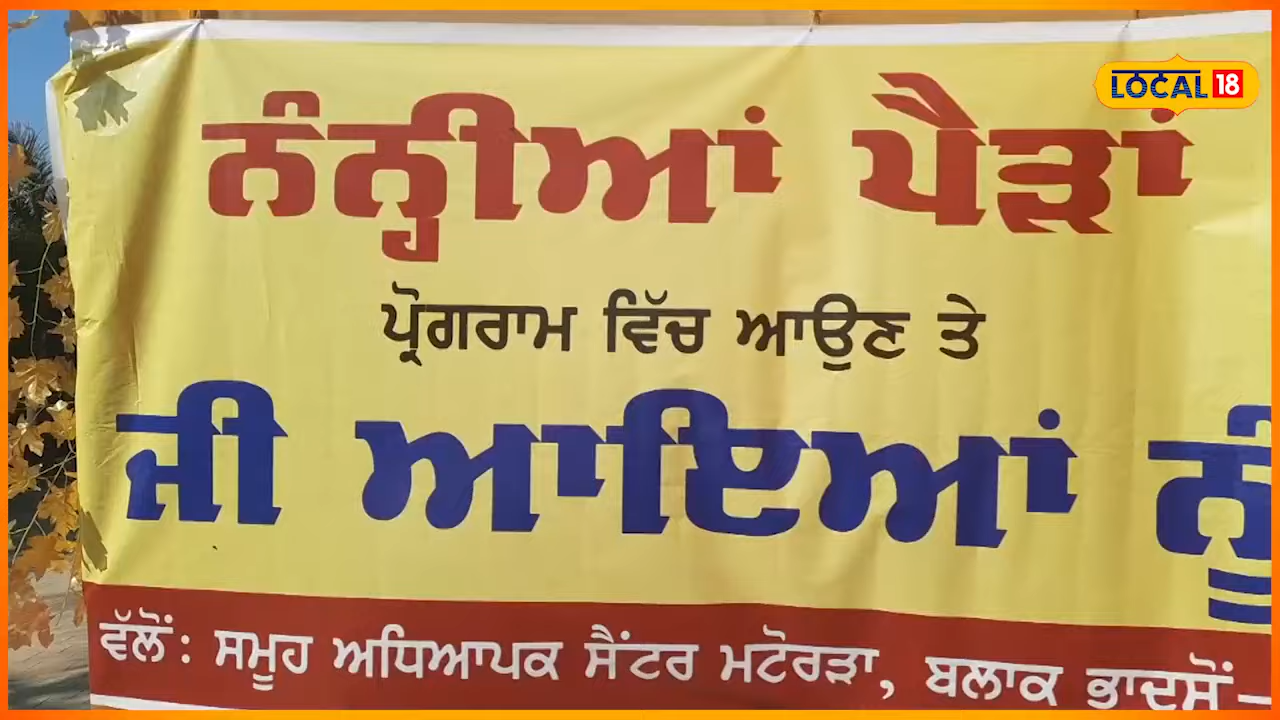 LOCAL 18
ਨੰਨ੍ਹੀਆਂ ਪੈੜਾਂ
ਪ੍ਰੋਗਰਾਮ ਵਿੱਚ ਆਉਣ ਤੇ
ਜੀ ਆਇਆਂ ਨੂੰ
ਵੱਲੋਂ: ਸਮੂਹ ਅਧਿਆਪਕ ਸੈਂਟਰ ਮਟੋਰੜਾ, ਬਲਾਕ ਭਾਦਸੋਂ-